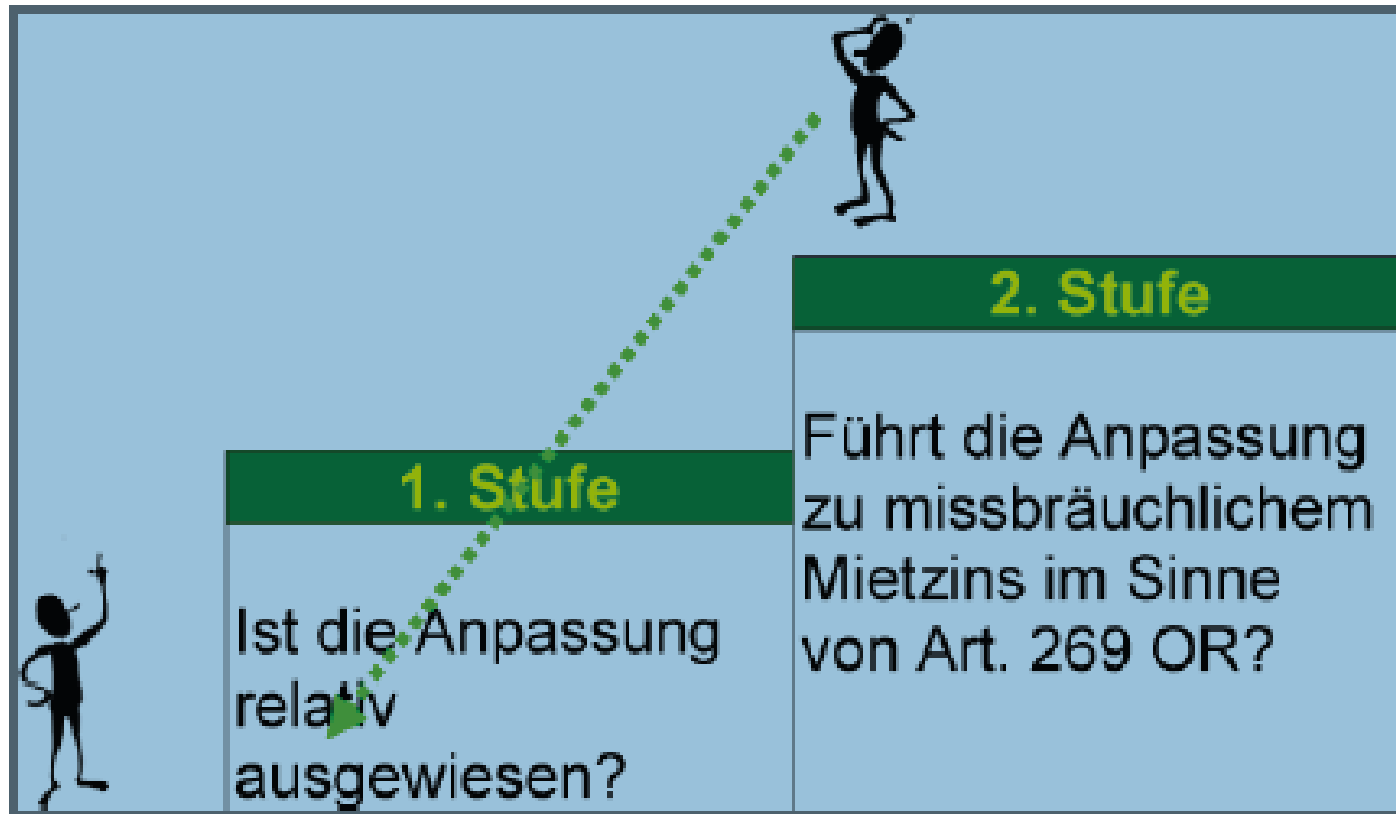 1. Stufe
Ist die Anpassung
relativ
ausgewiesen?
2. Stufe
Führt die Anpassung
zu missbräuchlichem
Mietzins im Sinne
von Art. 269 OR?